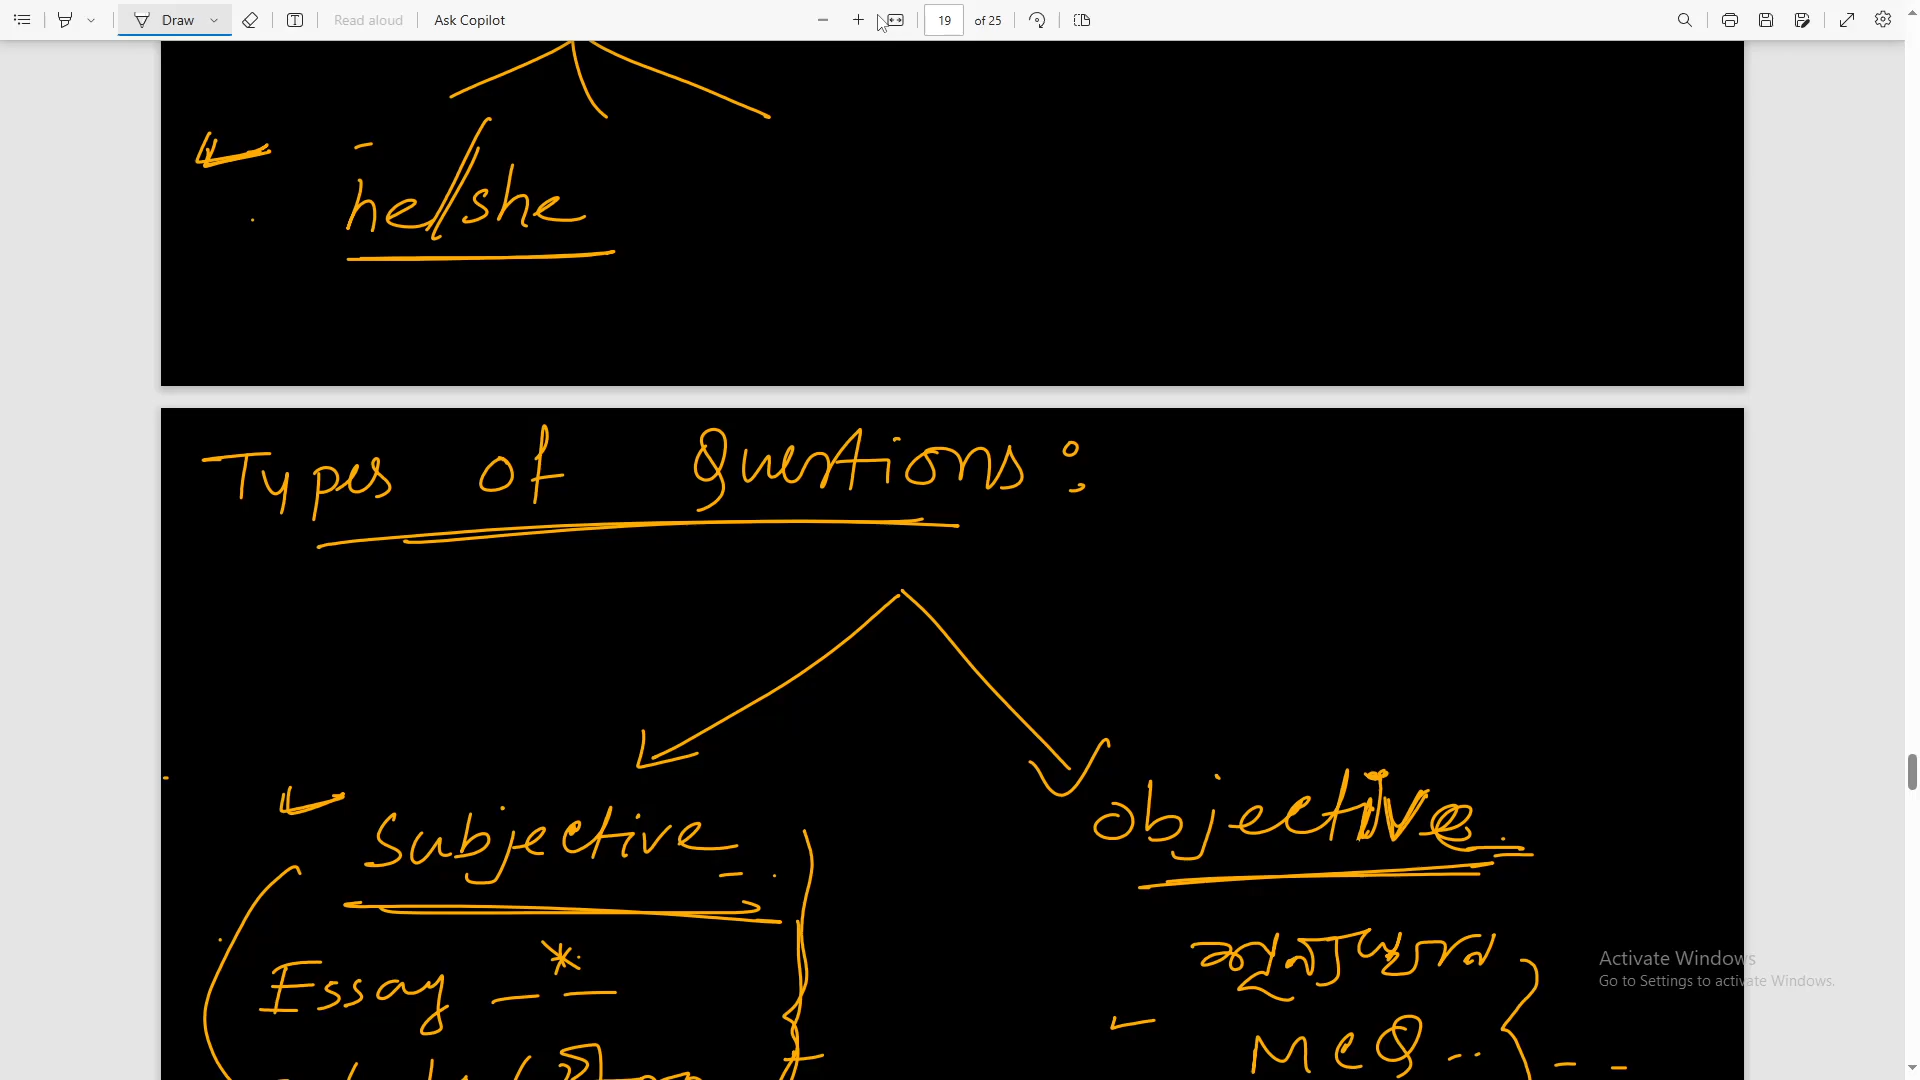 Draw
Read aloud
Ask Copilot
19 of 25
he/she
Types of Questions :
Subjective
objective
Essay
শূন্যস্থান
MCQ
Activate Windows
Go to Settings to activate Windows.